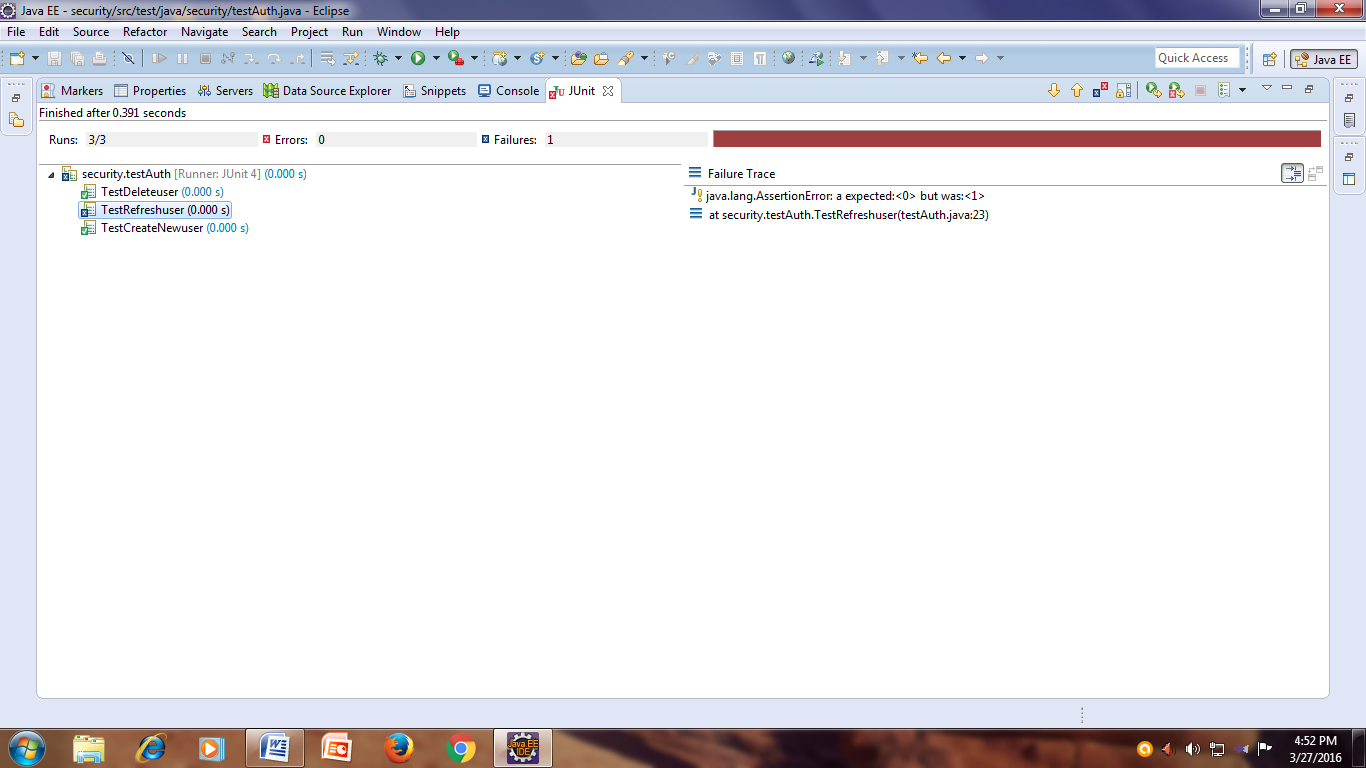 Java EE - security/src/test/java/security/testAuth.java - Eclipse
File Edit Source Refactor Navigate Search Project Run Window Help
Quick Access Java EE
Markers Properties Servers Data Source Explorer Snippets Console JUnit
Finished after 0.391 seconds
Runs: 3/3 Errors: 0 Failures: 1
security.testAuth [Runner: JUnit 4] (0.000 s)
TestDeleteuser (0.000 s)
TestRefreshuser (0.000 s)
TestCreateNewuser (0.000 s)
Failure Trace
java.lang.AssertionError: a expected:<0> but was:<1>
at security.testAuth.TestRefreshuser(testAuth.java:23)
Java EE
IDE
4:52 PM
3/27/2016